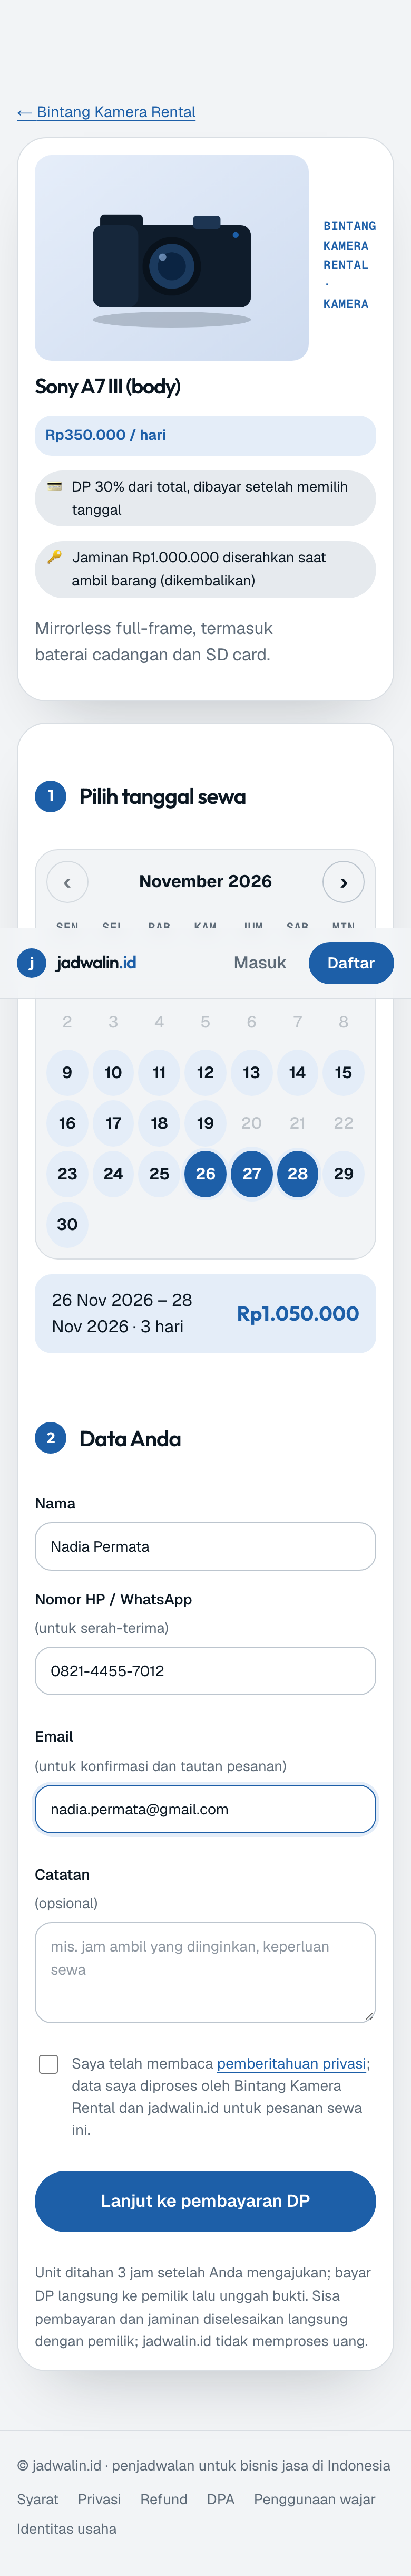 ← Bintang Kamera Rental
BINTANG
KAMERA
RENTAL
·
KAMERA
Sony A7 III (body)
Rp350.000 / hari
DP 30% dari total, dibayar setelah memilih
tanggal
Jaminan Rp1.000.000 diserahkan saat
ambil barang (dikembalikan)
Mirrorless full-frame, termasuk
baterai cadangan dan SD card.
1 Pilih tanggal sewa
‹ November 2026 ›
SEN SEL RAB KAM JUM SAB MIN
j jadwalin.id Masuk Daftar
2 3 4 5 6 7 8
9 10 11 12 13 14 15
16 17 18 19 20 21 22
23 24 25 26 27 28 29
30
26 Nov 2026 – 28
Nov 2026 · 3 hari
Rp1.050.000
2 Data Anda
Nama
Nadia Permata
Nomor HP / WhatsApp
(untuk serah-terima)
0821-4455-7012
Email
(untuk konfirmasi dan tautan pesanan)
nadia.permata@gmail.com
Catatan
(opsional)
mis. jam ambil yang diinginkan, keperluan
sewa
Saya telah membaca pemberitahuan privasi;
data saya diproses oleh Bintang Kamera
Rental dan jadwalin.id untuk pesanan sewa
ini.
Lanjut ke pembayaran DP
Unit ditahan 3 jam setelah Anda mengajukan; bayar
DP langsung ke pemilik lalu unggah bukti. Sisa
pembayaran dan jaminan diselesaikan langsung
dengan pemilik; jadwalin.id tidak memproses uang.
© jadwalin.id · penjadwalan untuk bisnis jasa di Indonesia
Syarat Privasi Refund DPA Penggunaan wajar
Identitas usaha